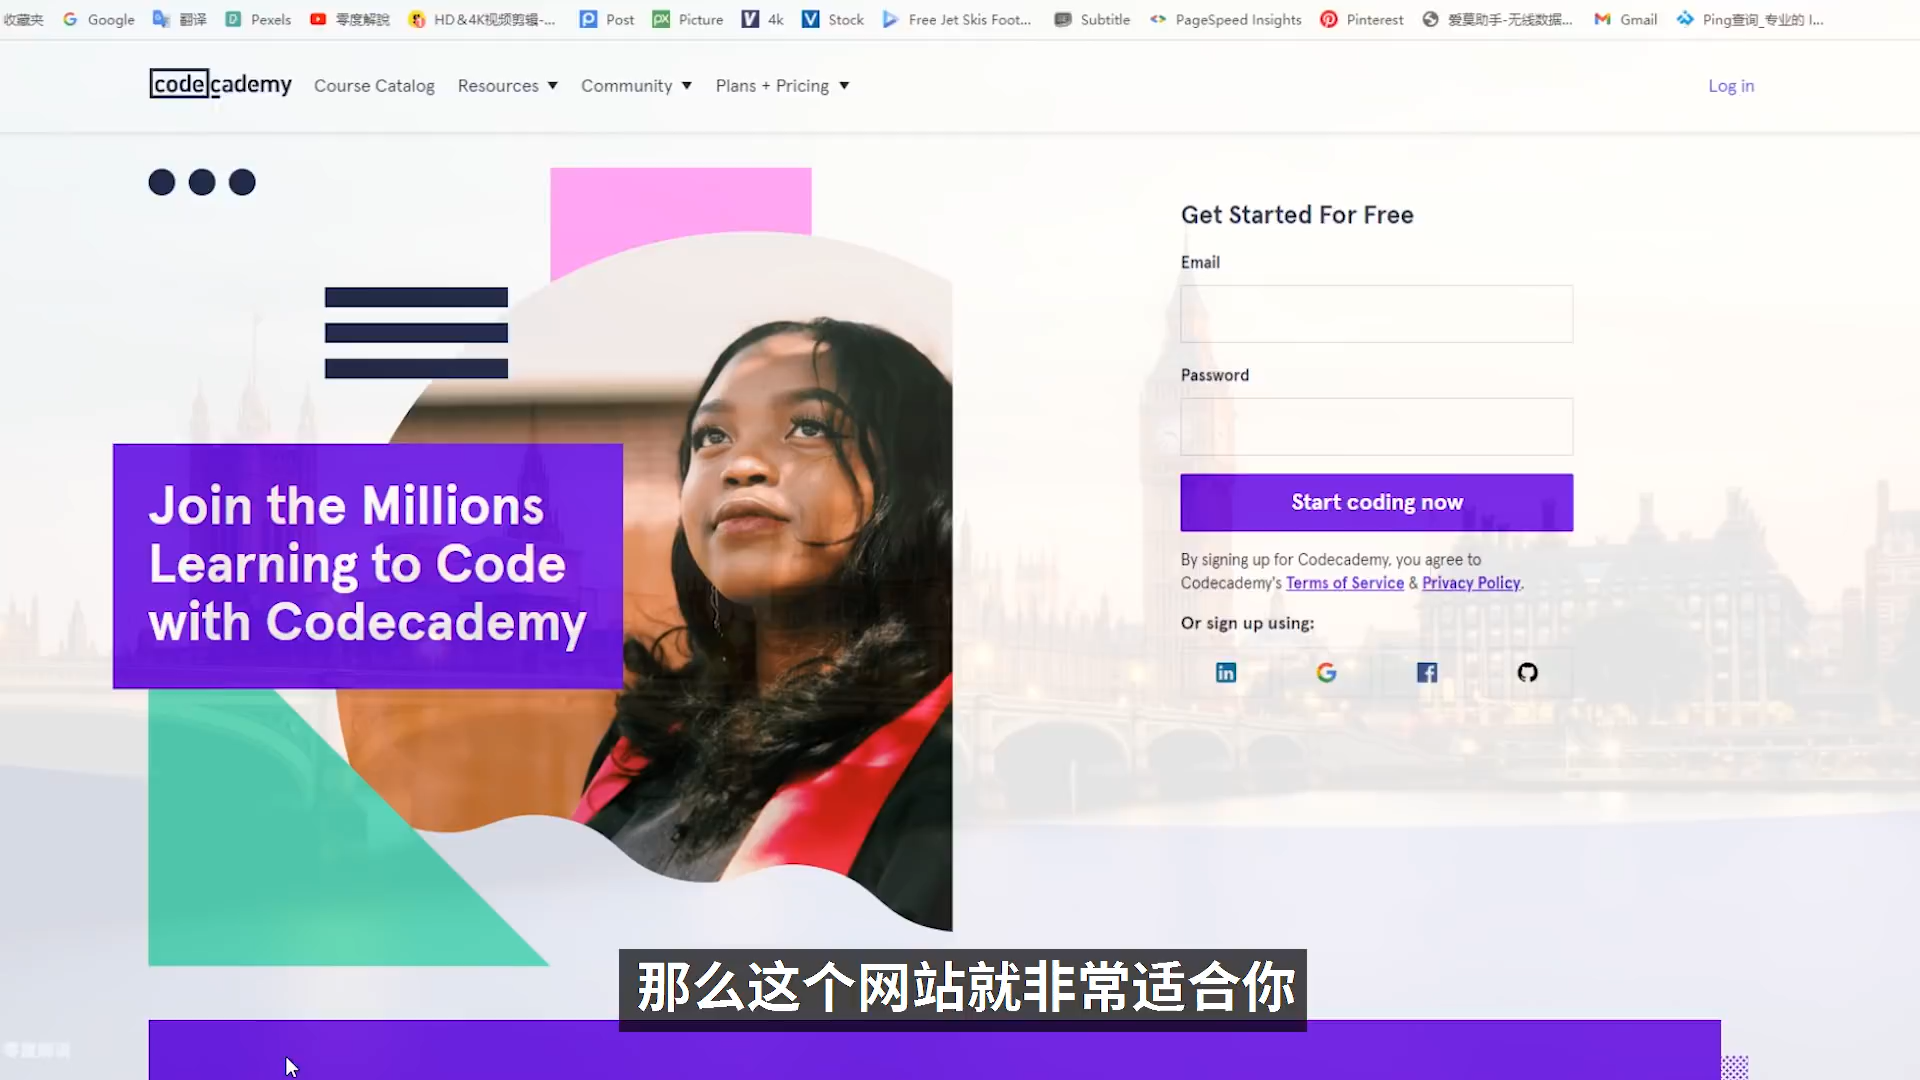 收藏夹 Google 翻译 Pexels 零度解說 HD&4K视频剪辑-... Post Picture 4k Stock Free Jet Skis Foot... Subtitle PageSpeed Insights Pinterest 爱莫助手-无线数据... Gmail Ping查询_专业的 I...
codecademy Course Catalog Resources Community Plans + Pricing Log in
Get Started For Free
Email
Password
Join the Millions
Learning to Code
with Codecademy
Start coding now
By signing up for Codecademy, you agree to
Codecademy's Terms of Service & Privacy Policy.
Or sign up using:
那么这个网站就非常适合你